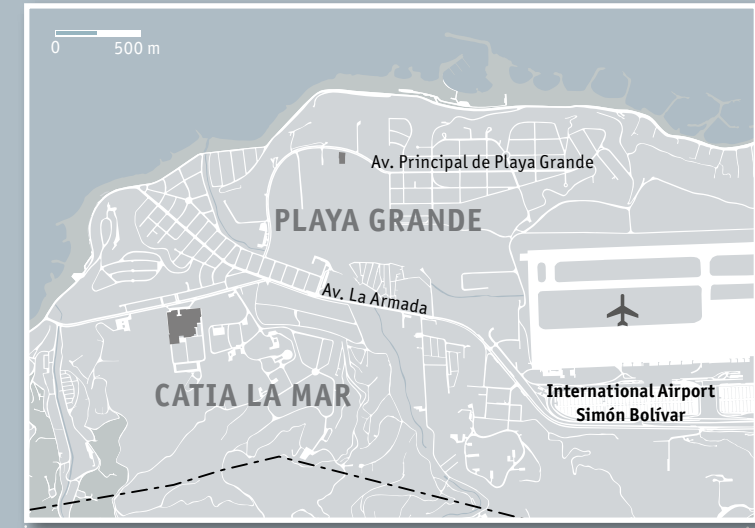 0 500 m
Av. Principal de Playa Grande
PLAYA GRANDE
Av. La Armada
CATIA LA MAR
International Airport
Simón Bolívar